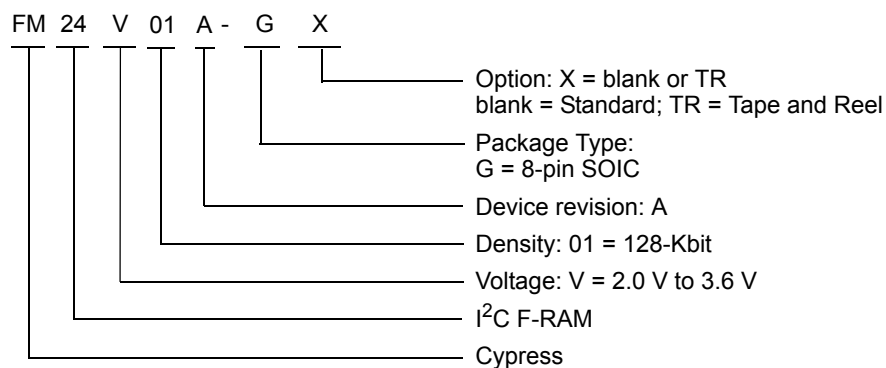 FM 24 V 01 A - G X
Option: X = blank or TR
blank = Standard; TR = Tape and Reel
Package Type:
G = 8-pin SOIC
Device revision: A
Density: 01 = 128-Kbit
Voltage: V = 2.0 V to 3.6 V
I²C F-RAM
Cypress